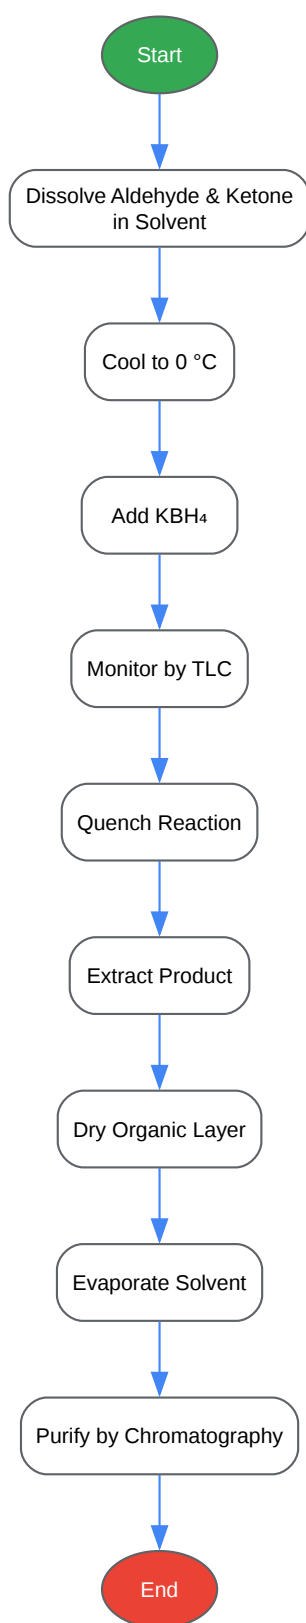 Start
Dissolve Aldehyde & Ketone
in Solvent
Cool to 0 °C
Add KBH₄
Monitor by TLC
Quench Reaction
Extract Product
Dry Organic Layer
Evaporate Solvent
Purify by Chromatography
End